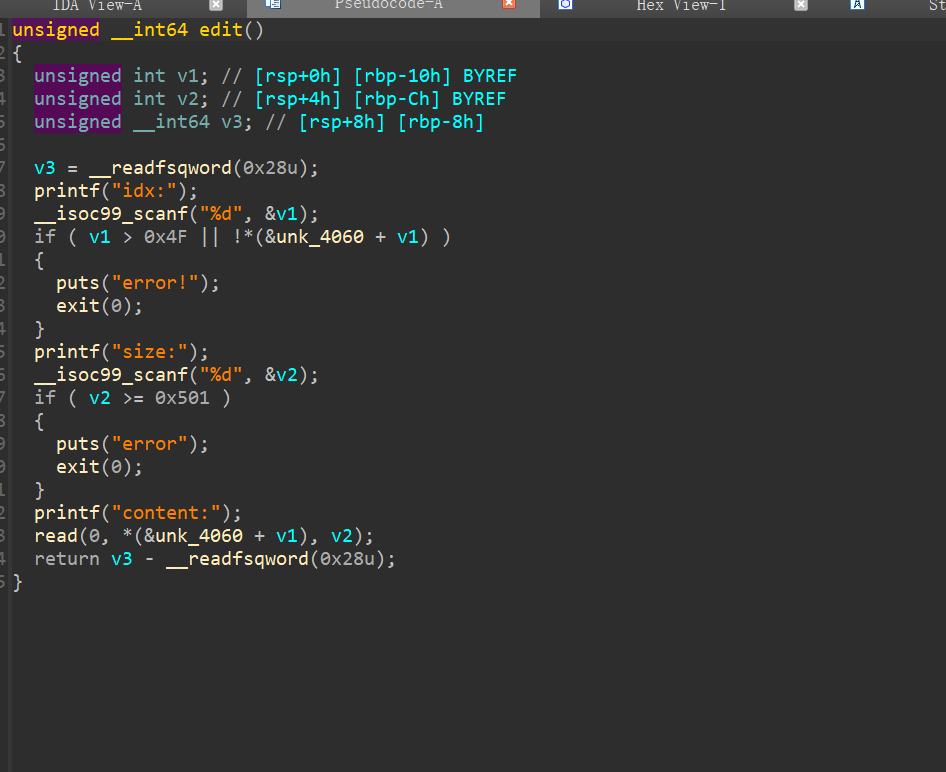 IDA View-A Pseudocode-A Hex View-1 A St
1 unsigned __int64 edit()
2 {
3 unsigned int v1; // [rsp+0h] [rbp-10h] BYREF
4 unsigned int v2; // [rsp+4h] [rbp-Ch] BYREF
5 unsigned __int64 v3; // [rsp+8h] [rbp-8h]
6
7 v3 = __readfsqword(0x28u);
8 printf("idx:");
9 __isoc99_scanf("%d", &v1);
0 if ( v1 > 0x4F || !*(&unk_4060 + v1) )
1 {
2 puts("error!");
3 exit(0);
4 }
5 printf("size:");
6 __isoc99_scanf("%d", &v2);
7 if ( v2 >= 0x501 )
8 {
9 puts("error");
0 exit(0);
1 }
2 printf("content:");
3 read(0, *(&unk_4060 + v1), v2);
4 return v3 - __readfsqword(0x28u);
5 }